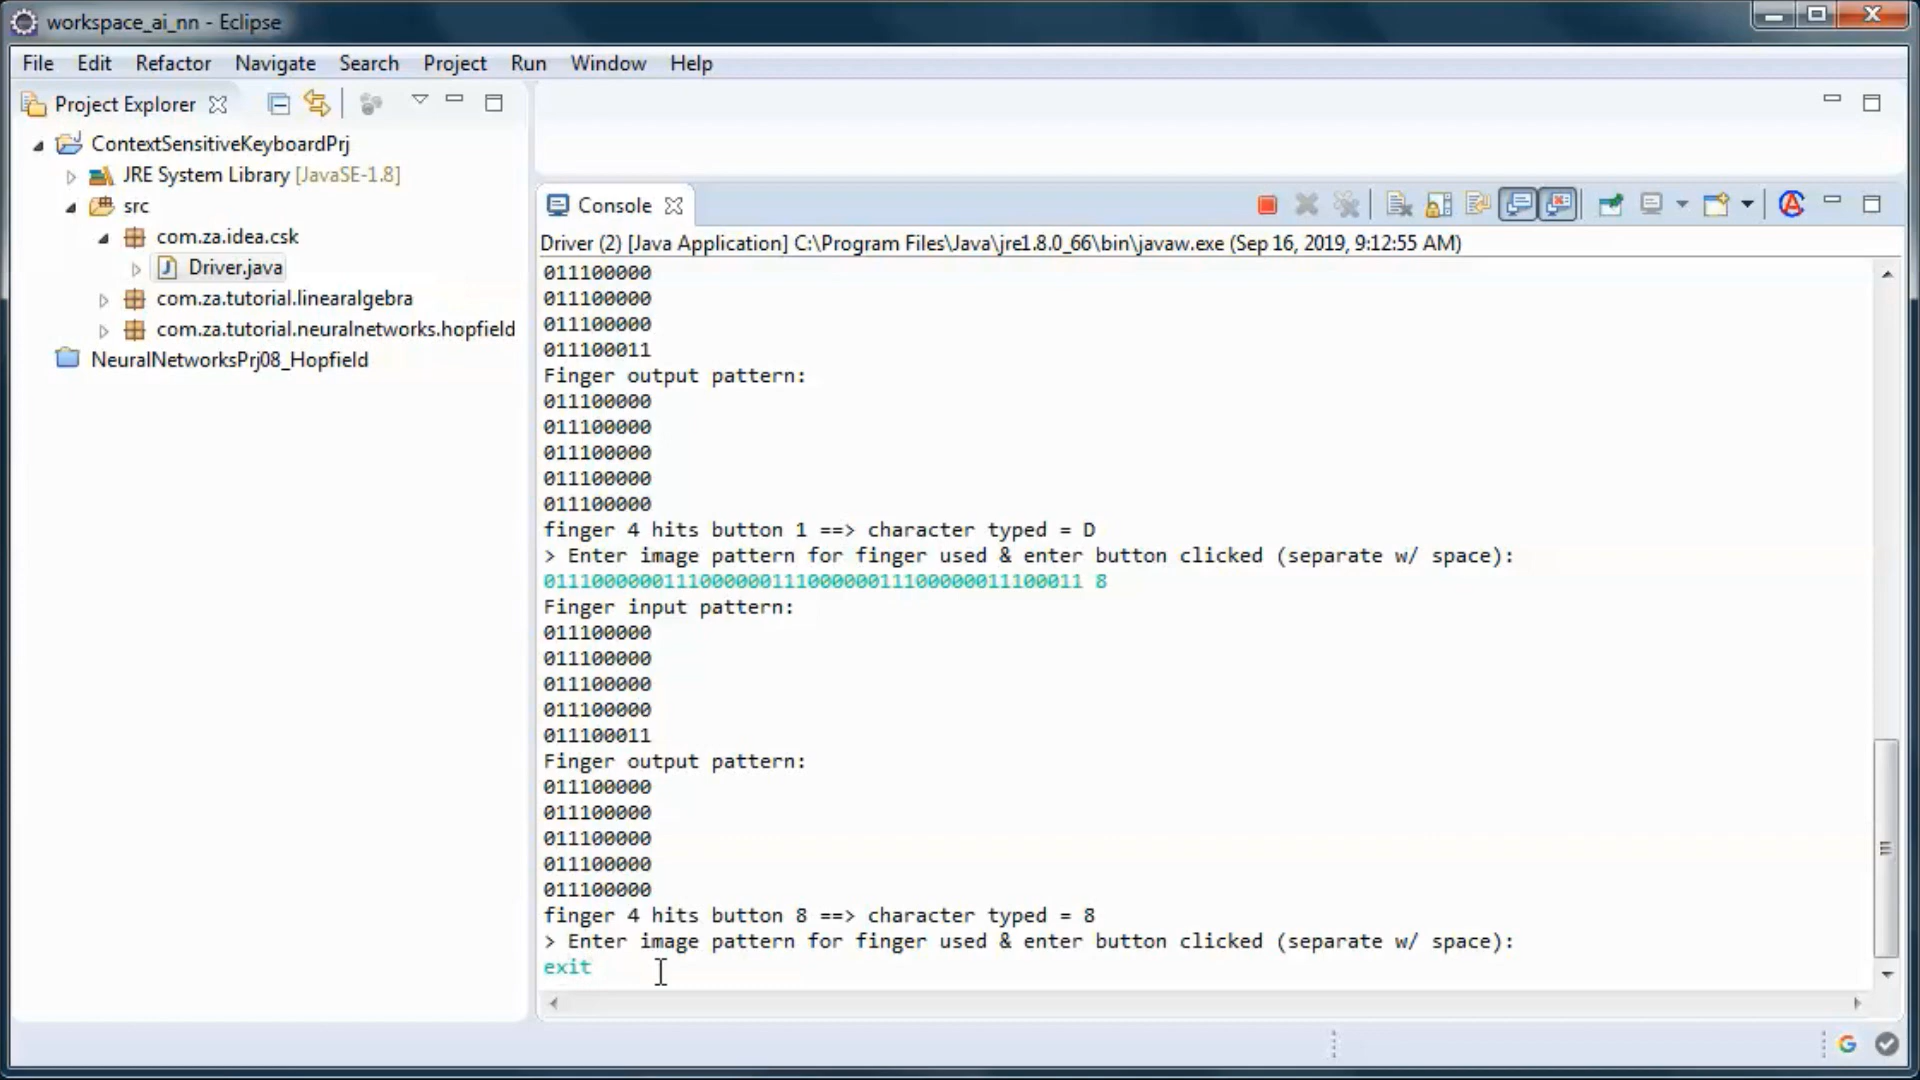 workspace_ai_nn - Eclipse
File Edit Refactor Navigate Search Project Run Window Help
Project Explorer
ContextSensitiveKeyboardPrj
JRE System Library [JavaSE-1.8]
src
com.za.idea.csk
Driver.java
com.za.tutorial.linearalgebra
com.za.tutorial.neuralnetworks.hopfield
NeuralNetworksPrj08_Hopfield
Console
Driver (2) [Java Application] C:\Program Files\Java\jre1.8.0_66\bin\javaw.exe (Sep 16, 2019, 9:12:55 AM)
011100000
011100000
011100000
011100011
Finger output pattern:
011100000
011100000
011100000
011100000
011100000
finger 4 hits button 1 ==> character typed = D
> Enter image pattern for finger used & enter button clicked (separate w/ space):
011100000011100000011100000011100000011100011 8
Finger input pattern:
011100000
011100000
011100000
011100000
011100011
Finger output pattern:
011100000
011100000
011100000
011100000
011100000
finger 4 hits button 8 ==> character typed = 8
> Enter image pattern for finger used & enter button clicked (separate w/ space):
exit